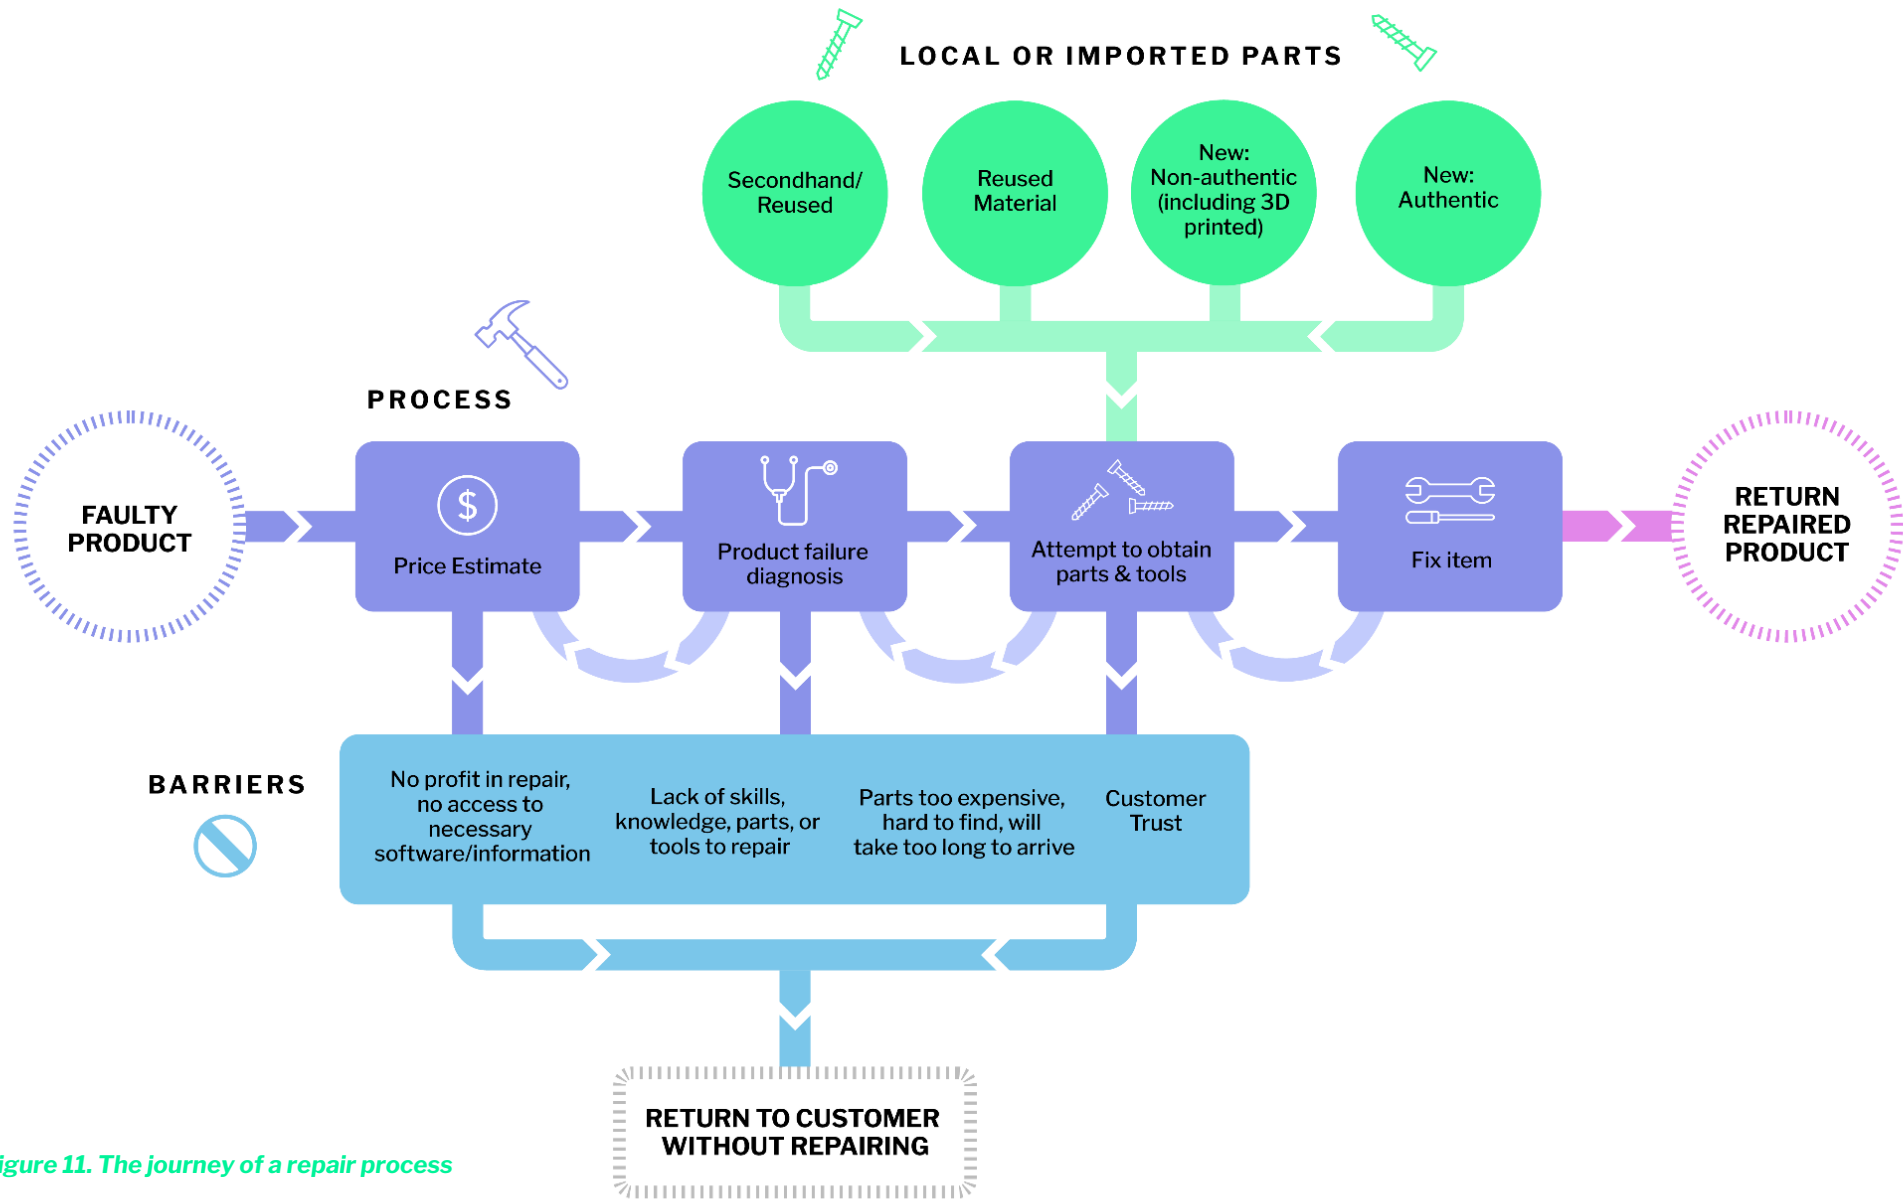 LOCAL OR IMPORTED PARTS
Secondhand/
Reused
Reused
Material
New:
Non-authentic
(including 3D
printed)
New:
Authentic
PROCESS
FAULTY
PRODUCT
$
Price Estimate
Product failure
diagnosis
Attempt to obtain
parts & tools
Fix item
RETURN
REPAIRED
PRODUCT
BARRIERS
No profit in repair,
no access to
necessary
software/information
Lack of skills,
knowledge, parts, or
tools to repair
Parts too expensive,
hard to find, will
take too long to arrive
Customer
Trust
RETURN TO CUSTOMER
WITHOUT REPAIRING
igure 11. The journey of a repair process